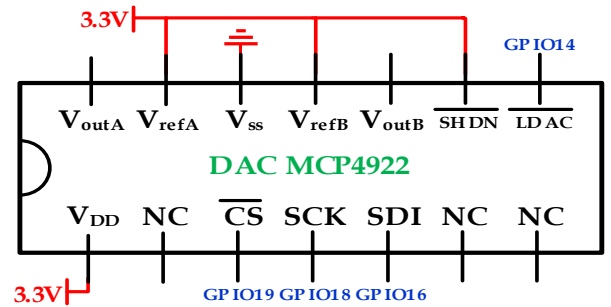 3.3V
GPIO14
VoutA VrefA Vss VrefB VoutB SHDN LDAC
DAC MCP4922
VDD NC CS SCK SDI NC NC
3.3V GPIO19 GPIO18 GPIO16